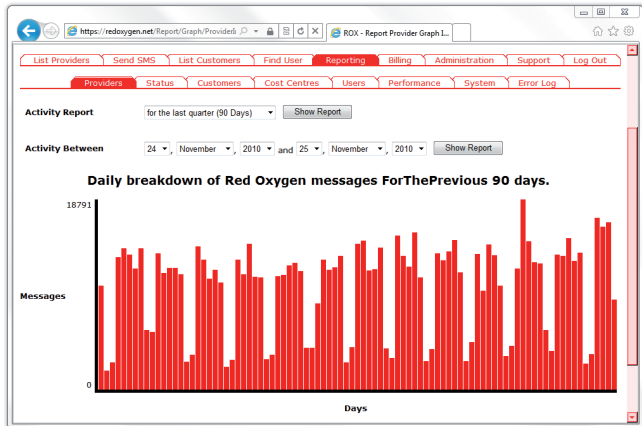 https://redoxygen.net/Report/Graph/Provider
ROX - Report Provider Graph I...
List Providers Send SMS List Customers Find User Reporting Billing Administration Support Log Out
Providers Status Customers Cost Centres Users Performance System Error Log
Activity Report for the last quarter (90 Days) Show Report
Activity Between 24 , November , 2010 and 25 , November , 2010 Show Report
Daily breakdown of Red Oxygen messages ForThePrevious 90 days.
18791
Messages
0
Days